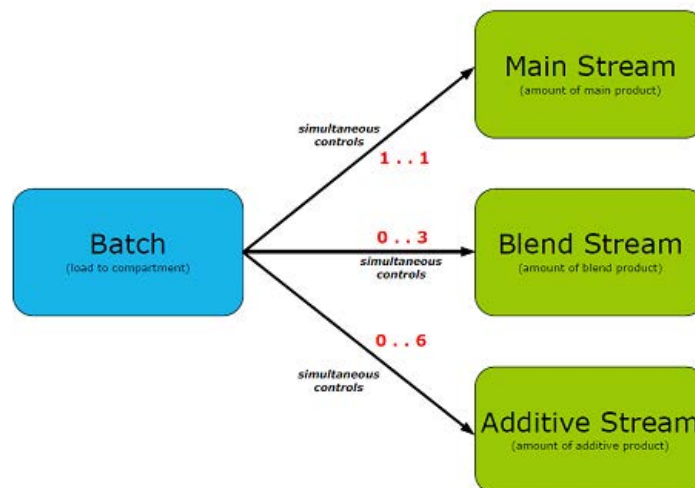 Main Stream
(amount of main product)
simultaneous
controls
1 . . 1
Batch
(load to compartment)
0 . . 3
simultaneous
controls
Blend Stream
(amount of blend product)
0 . . 6
simultaneous
controls
Additive Stream
(amount of additive product)